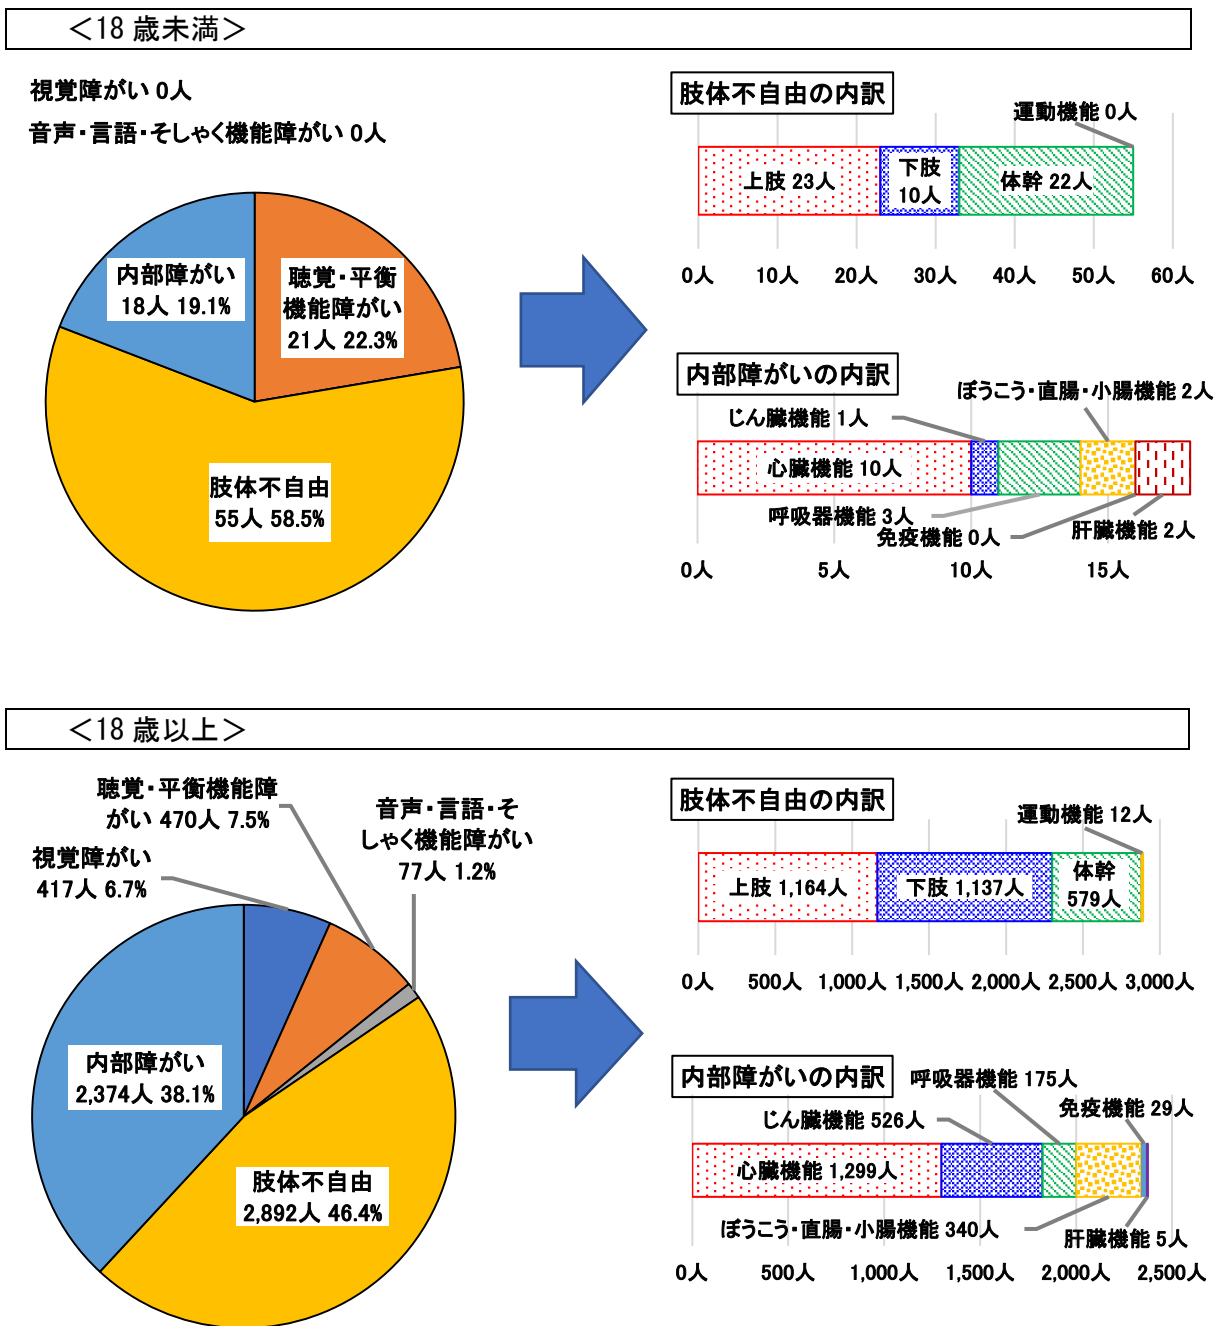 ＜18 歳未満＞
視覚障がい 0人
音声・言語・そしゃく機能障がい 0人
内部障がい
18人 19.1%
聴覚・平衡
機能障がい
21人 22.3%
肢体不自由
55人 58.5%
肢体不自由の内訳
運動機能 0人
上肢 23人
下肢
10人
体幹 22人
0人 10人 20人 30人 40人 50人 60人
内部障がいの内訳
ぼうこう・直腸・小腸機能 2人
じん臓機能 1人
心臓機能 10人
呼吸器機能 3人
免疫機能 0人
肝臓機能 2人
0人 5人 10人 15人
＜18 歳以上＞
聴覚・平衡機能障
がい 470人 7.5%
音声・言語・そ
しゃく機能障がい
77人 1.2%
視覚障がい
417人 6.7%
内部障がい
2,374人 38.1%
肢体不自由
2,892人 46.4%
肢体不自由の内訳
運動機能 12人
上肢 1,164人
下肢 1,137人
体幹
579人
0人 500人 1,000人 1,500人 2,000人 2,500人 3,000人
内部障がいの内訳
呼吸器機能 175人
免疫機能 29人
じん臓機能 526人
心臓機能 1,299人
ぼうこう・直腸・小腸機能 340人
肝臓機能 5人
0人 500人 1,000人 1,500人 2,000人 2,500人